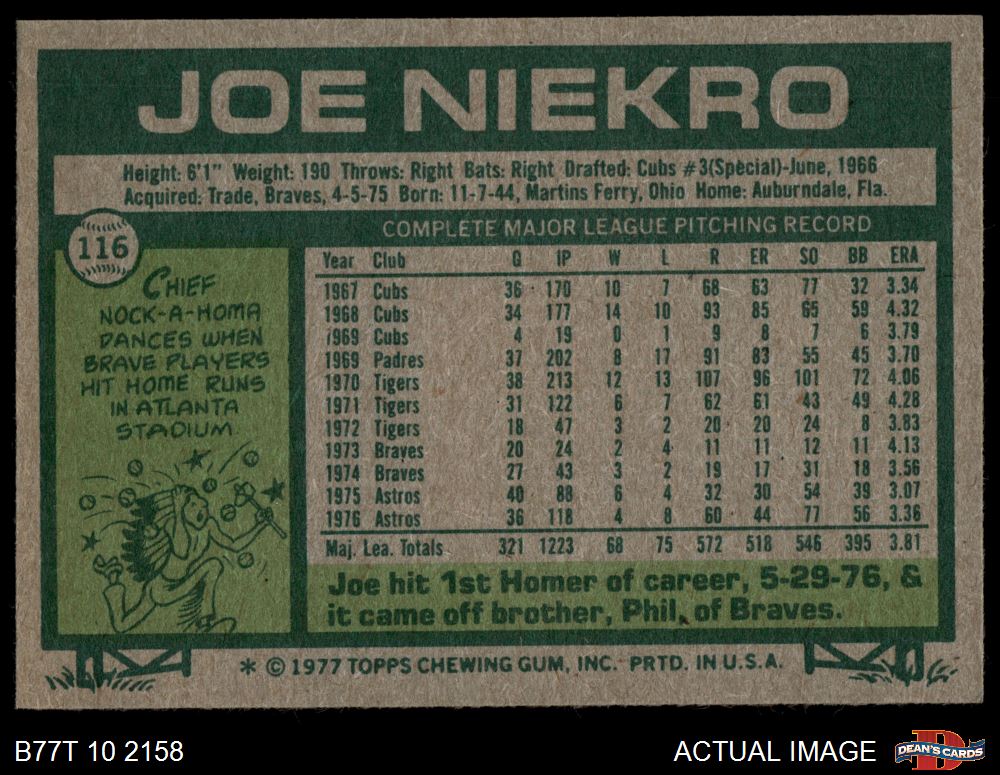 JOE NIEKRO
Height: 6'1" Weight: 190 Throws: Right Bats: Right Drafted: Cubs #3(Special)-June, 1966
Acquired: Trade, Braves, 4-5-75 Born: 11-7-44, Martins Ferry, Ohio Home: Auburndale, Fla.
116
COMPLETE MAJOR LEAGUE PITCHING RECORD
CHIEF
NOCK-A-HOMA
DANCES WHEN
BRAVE PLAYERS
HIT HOME RUNS
IN ATLANTA
STADIUM.
Year Club G IP W L R ER SO BB ERA
1967 Cubs 36 170 10 7 68 63 77 32 3.34
1968 Cubs 34 177 14 10 93 85 65 59 4.32
1969 Cubs 4 19 0 1 9 8 7 6 3.79
1969 Padres 37 202 8 17 91 83 55 45 3.70
1970 Tigers 38 213 12 13 107 96 101 72 4.06
1971 Tigers 31 122 6 7 62 61 43 49 4.28
1972 Tigers 18 47 3 2 20 20 24 8 3.83
1973 Braves 20 24 2 4 11 11 12 11 4.13
1974 Braves 27 43 3 2 19 17 31 18 3.56
1975 Astros 40 88 6 4 32 30 54 39 3.07
1976 Astros 36 118 4 8 60 44 77 56 3.36
Maj. Lea. Totals 321 1223 68 75 572 518 546 395 3.81
Joe hit 1st Homer of career, 5-29-76, &
it came off brother, Phil, of Braves.
* © 1977 TOPPS CHEWING GUM, INC. PRTD. IN U.S.A.
B77T 10 2158
ACTUAL IMAGE
D
DEAN'S CARDS